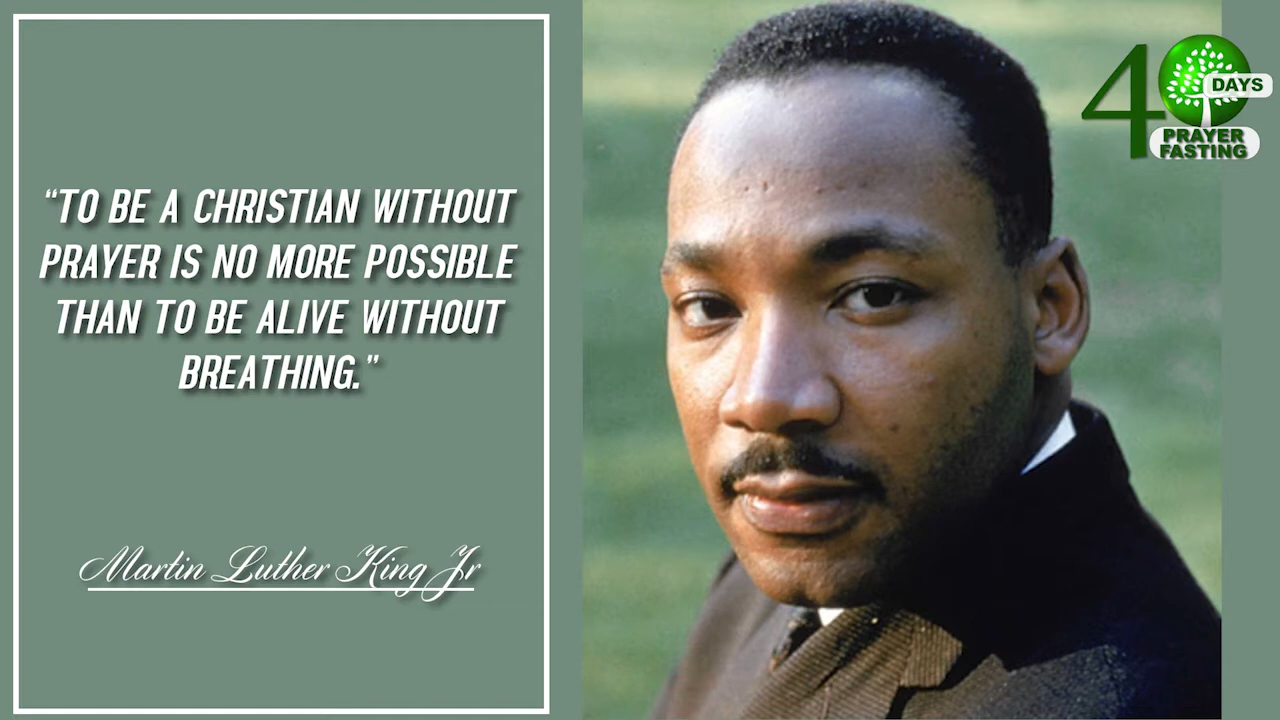 “TO BE A CHRISTIAN WITHOUT
PRAYER IS NO MORE POSSIBLE
THAN TO BE ALIVE WITHOUT
BREATHING.”
Martin Luther King Jr
40
DAYS
PRAYER
FASTING